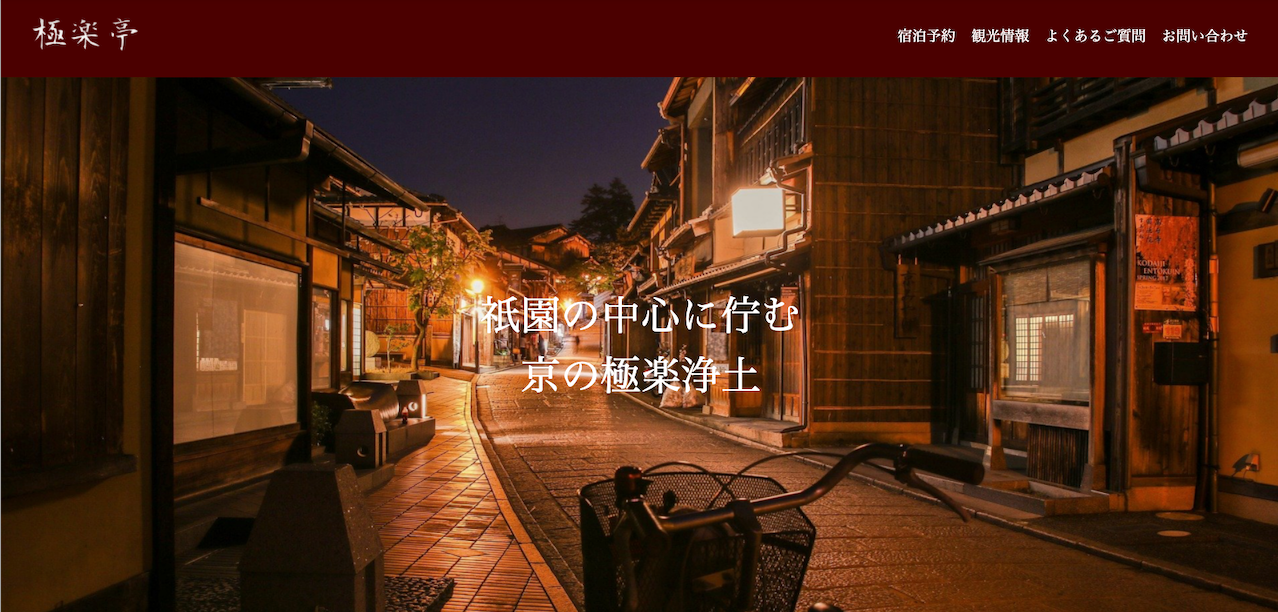 極楽亭
宿泊予約 観光情報 よくあるご質問 お問い合わせ
祇園の中心に佇む
京の極楽浄土
KODAIJI
ENTOKUIN